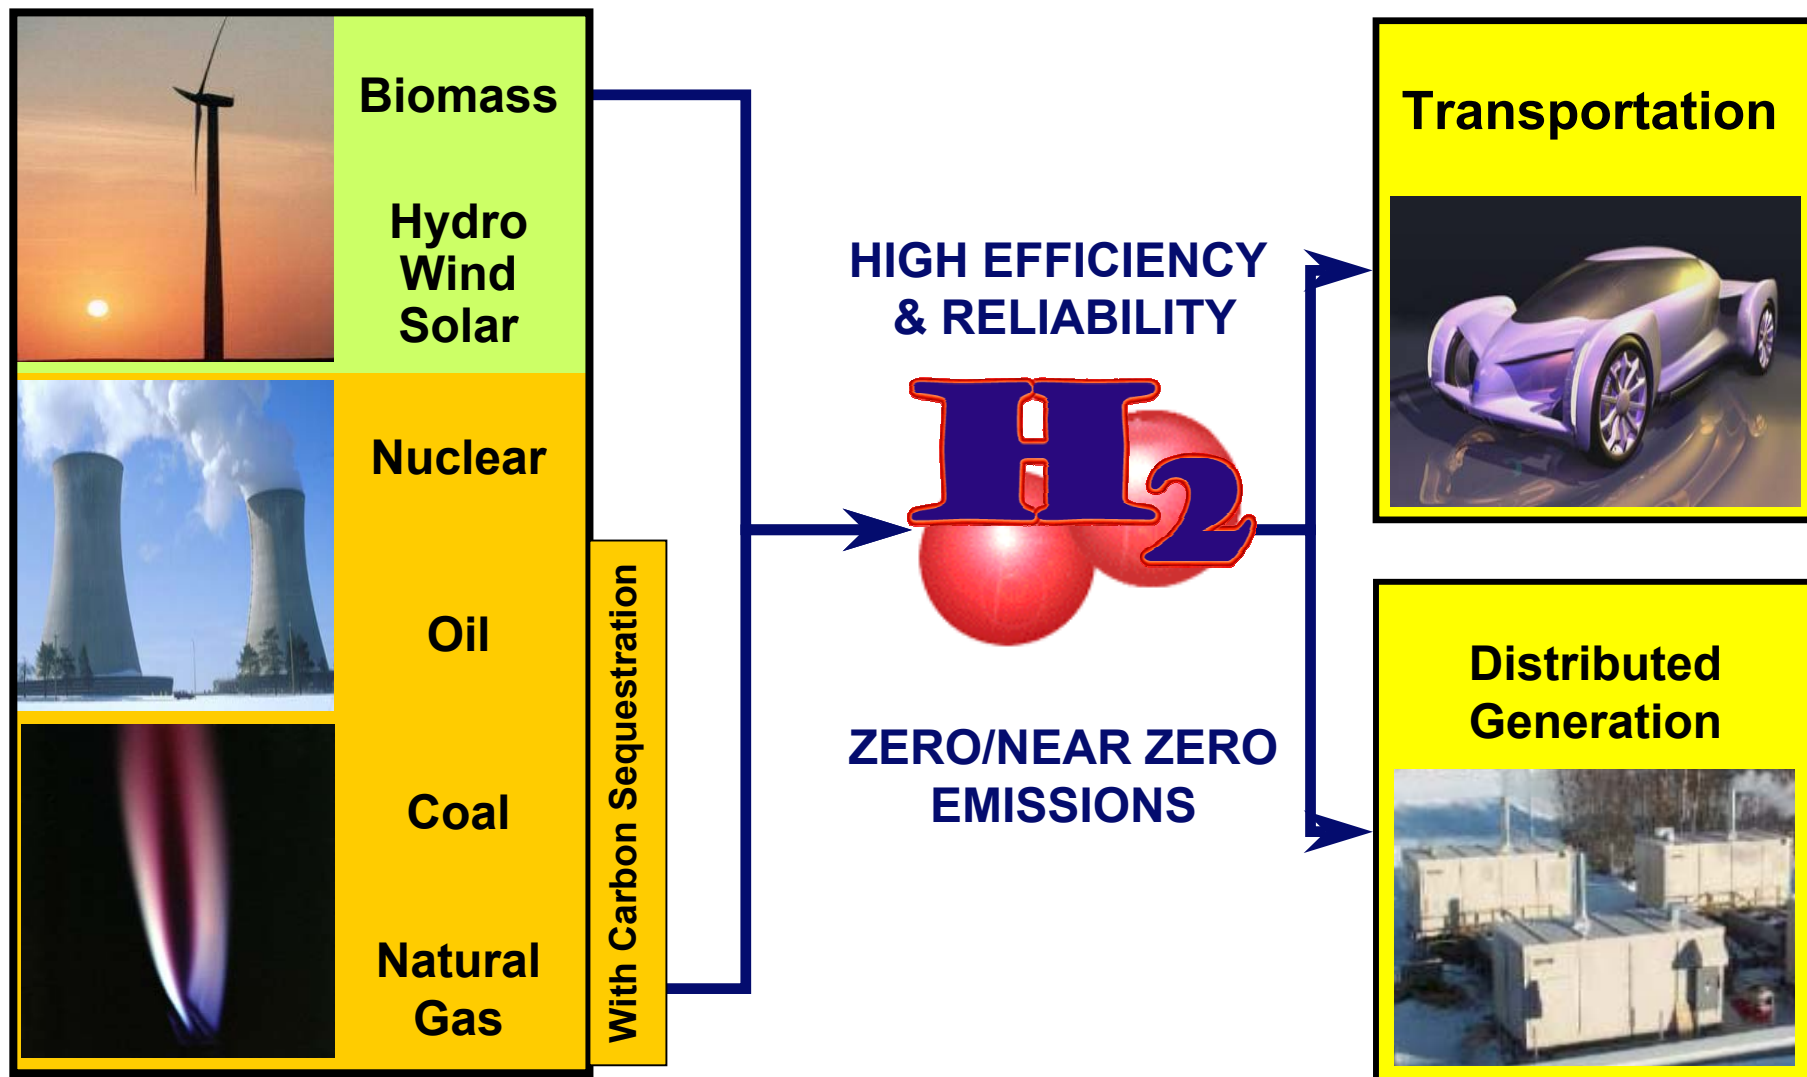 Biomass
Hydro
Wind
Solar
Nuclear
Oil
Coal
Natural
Gas
With Carbon Sequestration
HIGH EFFICIENCY
& RELIABILITY
H2
ZERO/NEAR ZERO
EMISSIONS
Transportation
Distributed
Generation